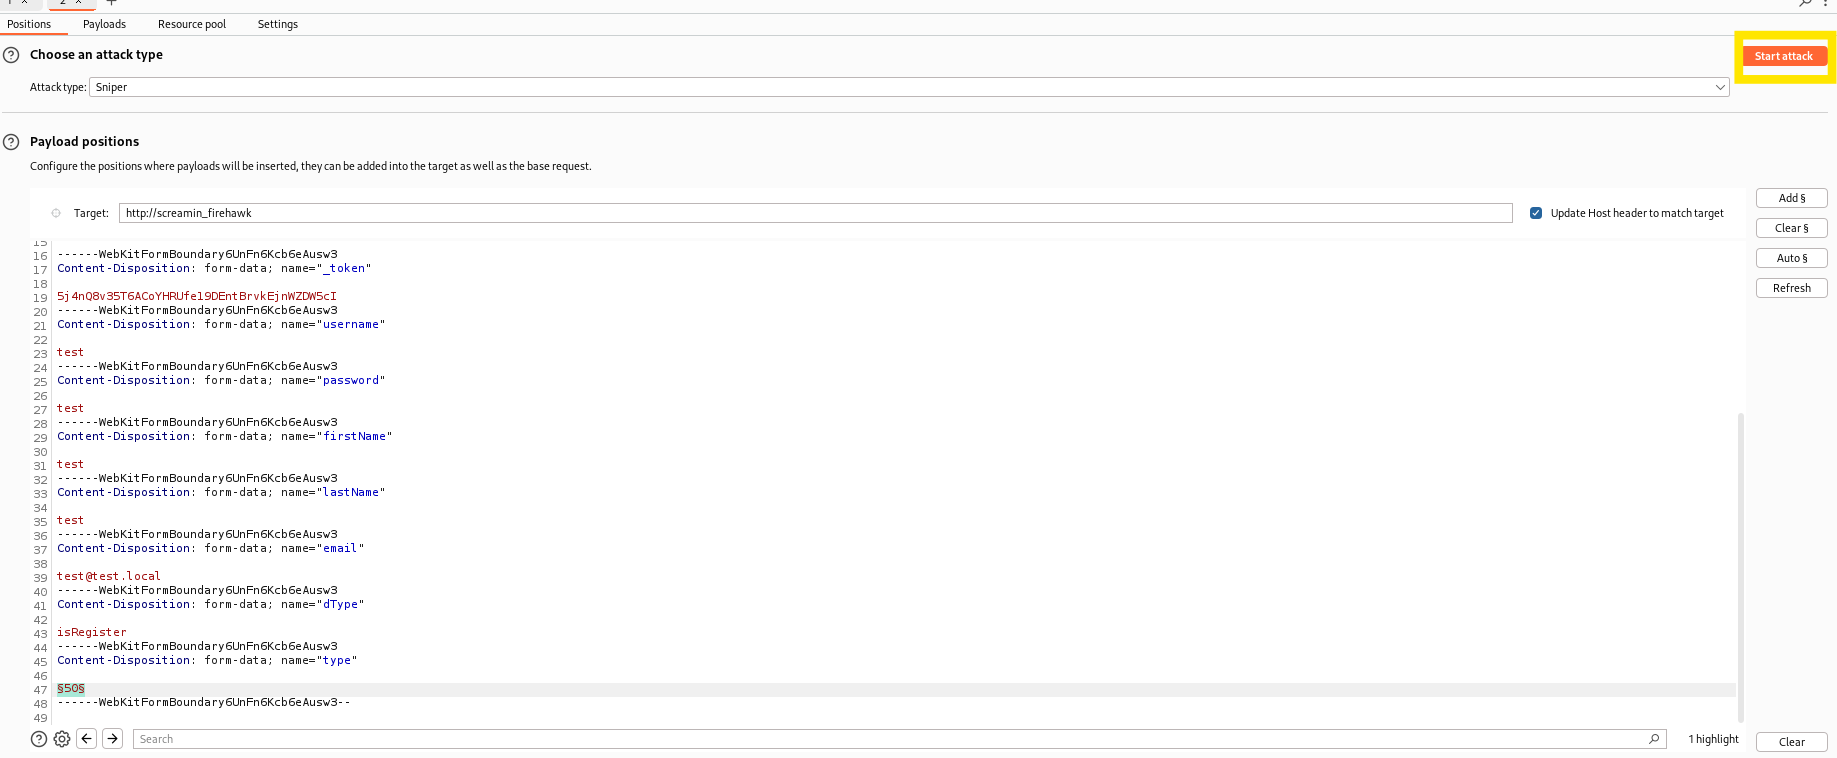 1 ×
2 ×
+
Positions
Payloads
Resource pool
Settings
Choose an attack type
Start attack
Attack type:
Sniper
Payload positions
Configure the positions where payloads will be inserted, they can be added into the target as well as the base request.
Target:
http://screamin_firehawk
Update Host header to match target
Add §
Clear §
Auto §
Refresh
15
16 ------WebKitFormBoundary6UnFn6Kcb6eAusw3
17 Content-Disposition: form-data; name="_token"
18
19 5j4nQ8v35T6ACoYHRUfe19DEntBrvkEjnWZDW5cI
20 ------WebKitFormBoundary6UnFn6Kcb6eAusw3
21 Content-Disposition: form-data; name="username"
22
23 test
24 ------WebKitFormBoundary6UnFn6Kcb6eAusw3
25 Content-Disposition: form-data; name="password"
26
27 test
28 ------WebKitFormBoundary6UnFn6Kcb6eAusw3
29 Content-Disposition: form-data; name="firstName"
30
31 test
32 ------WebKitFormBoundary6UnFn6Kcb6eAusw3
33 Content-Disposition: form-data; name="lastName"
34
35 test
36 ------WebKitFormBoundary6UnFn6Kcb6eAusw3
37 Content-Disposition: form-data; name="email"
38
39 test@test.local
40 ------WebKitFormBoundary6UnFn6Kcb6eAusw3
41 Content-Disposition: form-data; name="dType"
42
43 isRegister
44 ------WebKitFormBoundary6UnFn6Kcb6eAusw3
45 Content-Disposition: form-data; name="type"
46
47 §50§
48 ------WebKitFormBoundary6UnFn6Kcb6eAusw3--
49
Search
1 highlight
Clear